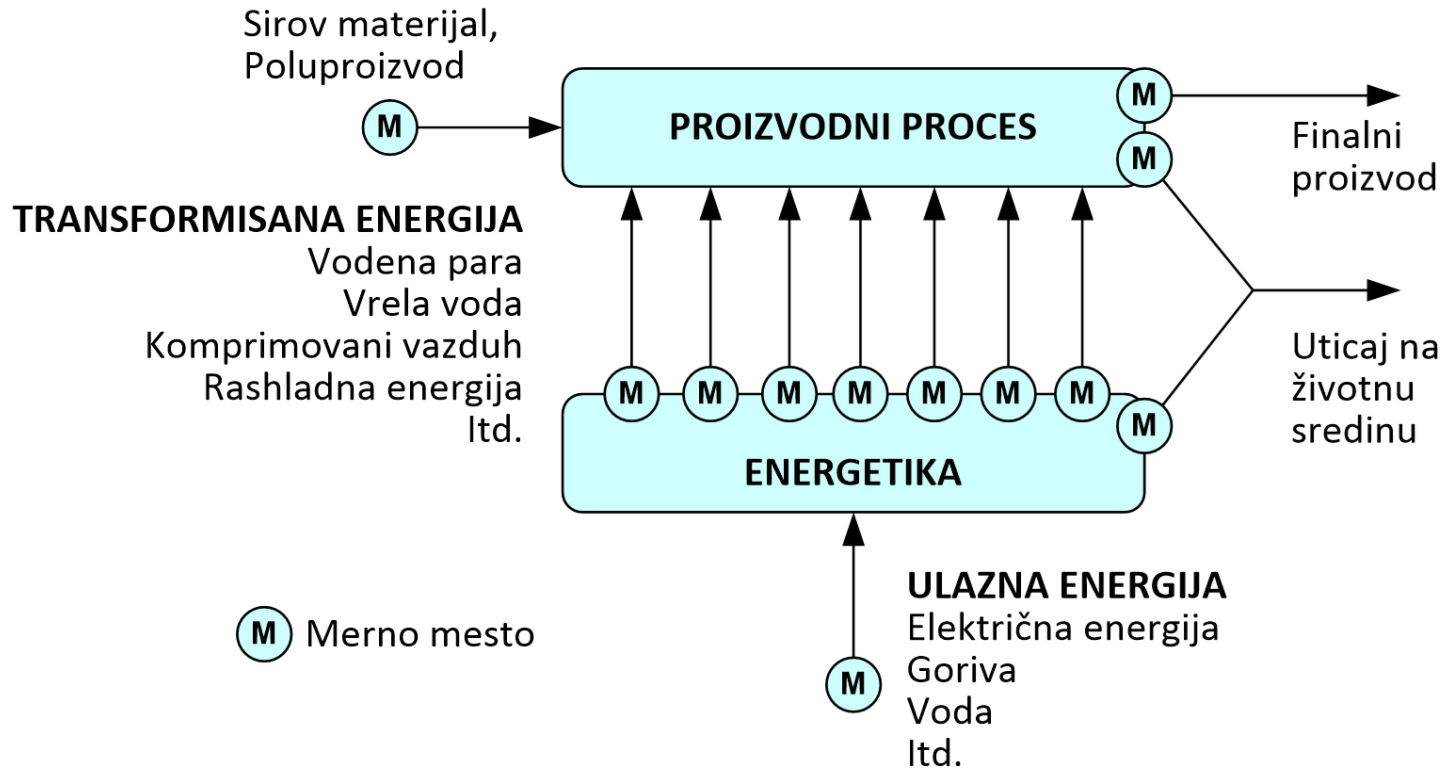 Sirov materijal,
Poluproizvod
M
PROIZVODNI PROCES
M
M
Finalni
proizvod
TRANSFORMISANA ENERGIJA
Vodena para
Vrela voda
Komprimovani vazduh
Rashladna energija
Itd.
Uticaj na
životnu
sredinu
M M M M M M M
M
ENERGETIKA
ULAZNA ENERGIJA
Električna energija
Goriva
Voda
Itd.
M
M Merno mesto